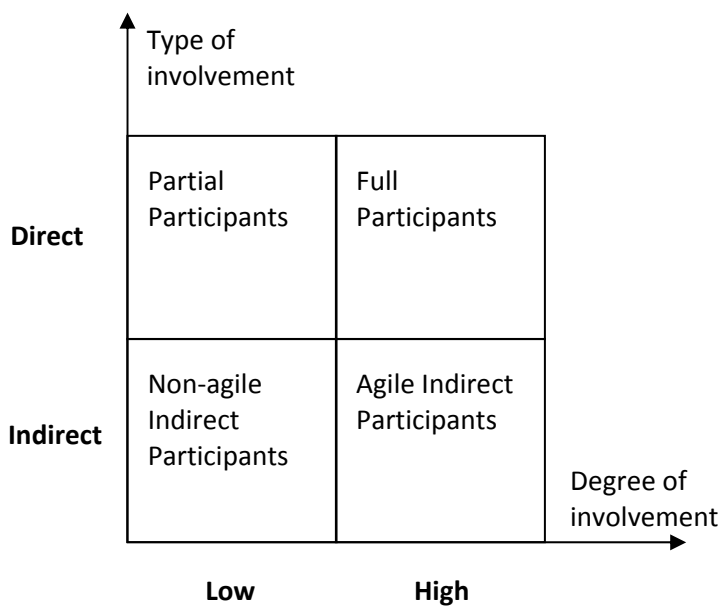 Type of
involvement
Partial
Participants
Full
Participants
Direct
Non-agile
Indirect
Participants
Agile Indirect
Participants
Indirect
Degree of
involvement
Low
High